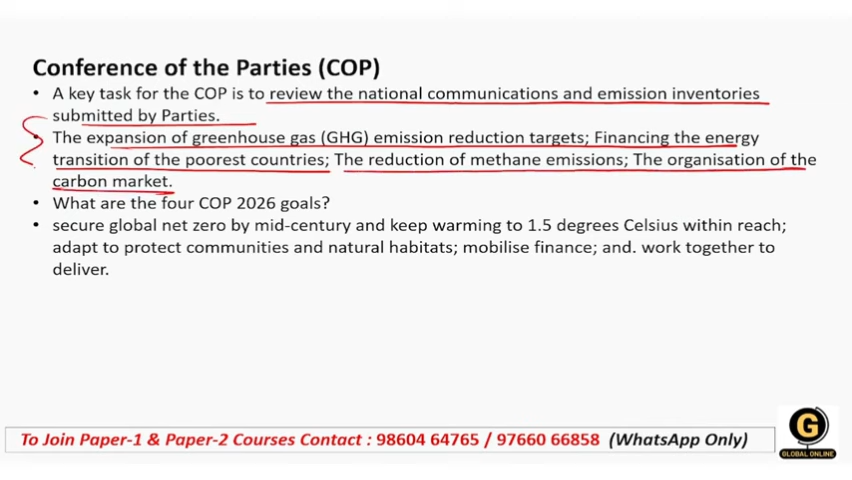 Conference of the Parties (COP)
• A key task for the COP is to review the national communications and emission inventories
submitted by Parties.
• The expansion of greenhouse gas (GHG) emission reduction targets; Financing the energy
transition of the poorest countries; The reduction of methane emissions; The organisation of the
carbon market.
• What are the four COP 2026 goals?
• secure global net zero by mid-century and keep warming to 1.5 degrees Celsius within reach;
adapt to protect communities and natural habitats; mobilise finance; and. work together to
deliver.
To Join Paper-1 & Paper-2 Courses Contact : 98604 64765 / 97660 66858 (WhatsApp Only)
G
GLOBAL ONLINE